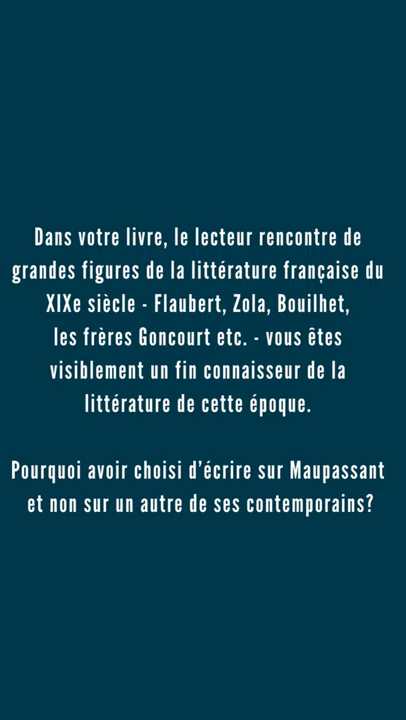 Dans votre livre, le lecteur rencontre de
grandes figures de la littérature française du
XIXe siècle - Flaubert, Zola, Bouilhet,
les frères Goncourt etc. - vous êtes
visiblement un fin connaisseur de la
littérature de cette époque.
Pourquoi avoir choisi d’écrire sur Maupassant
et non sur un autre de ses contemporains?